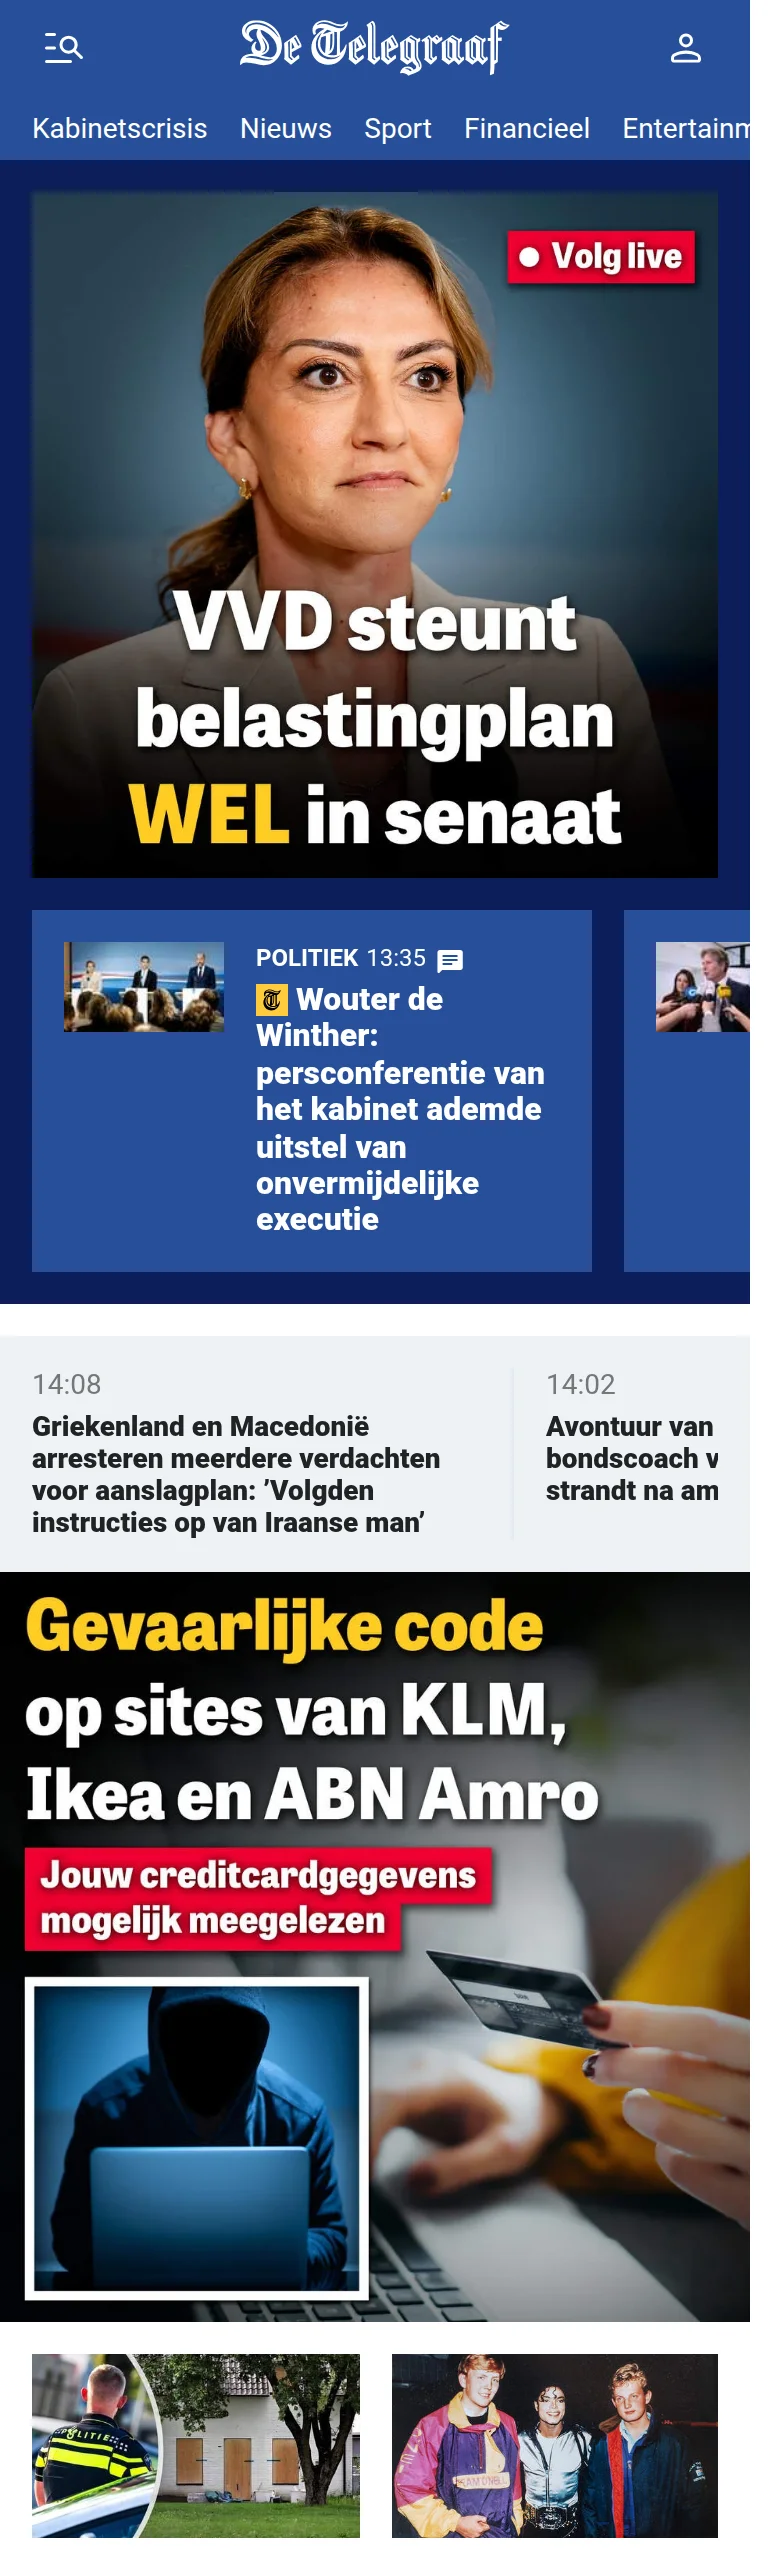 De Telegraaf
Kabinetscrisis Nieuws Sport Financieel Entertainm
Volg live
VVD steunt
belastingplan
WEL in senaat
POLITIEK 13:35
T Wouter de
Winther:
persconferentie van
het kabinet ademde
uitstel van
onvermijdelijke
executie
14:08
Griekenland en Macedonië
arresteren meerdere verdachten
voor aanslagplan: ’Volgden
instructies op van Iraanse man’
14:02
Avontuur van
bondscoach v
strandt na am
Gevaarlijke code
op sites van KLM,
Ikea en ABN Amro
Jouw creditcardgegevens
mogelijk meegelezen
POLITIE